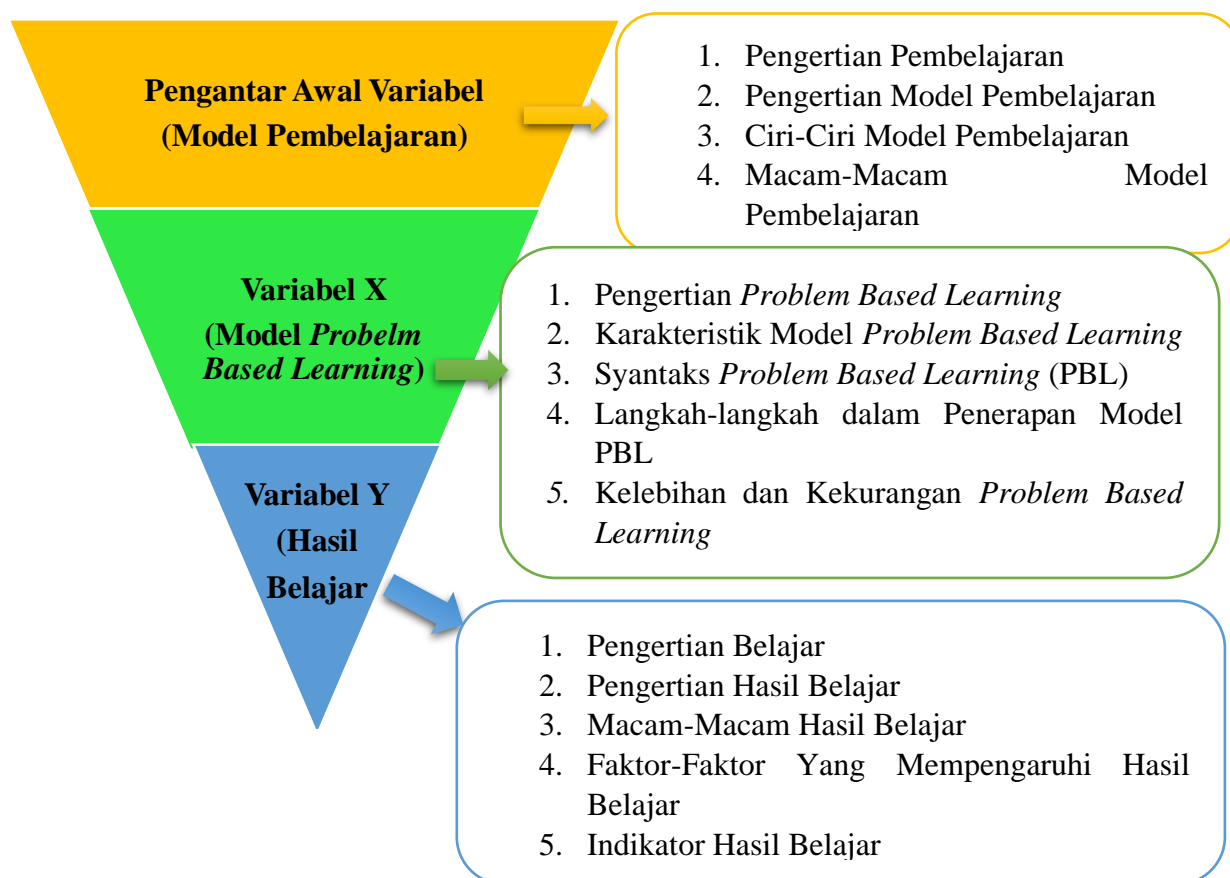 Pengantar Awal Variabel
(Model Pembelajaran)
1. Pengertian Pembelajaran
2. Pengertian Model Pembelajaran
3. Ciri-Ciri Model Pembelajaran
4. Macam-Macam Model
Pembelajaran
Variabel X
(Model Probelm
Based Learning)
1. Pengertian Problem Based Learning
2. Karakteristik Model Problem Based Learning
3. Syantaks Problem Based Learning (PBL)
4. Langkah-langkah dalam Penerapan Model
PBL
5. Kelebihan dan Kekurangan Problem Based
Learning
Variabel Y
(Hasil
Belajar
1. Pengertian Belajar
2. Pengertian Hasil Belajar
3. Macam-Macam Hasil Belajar
4. Faktor-Faktor Yang Mempengaruhi Hasil
Belajar
5. Indikator Hasil Belajar